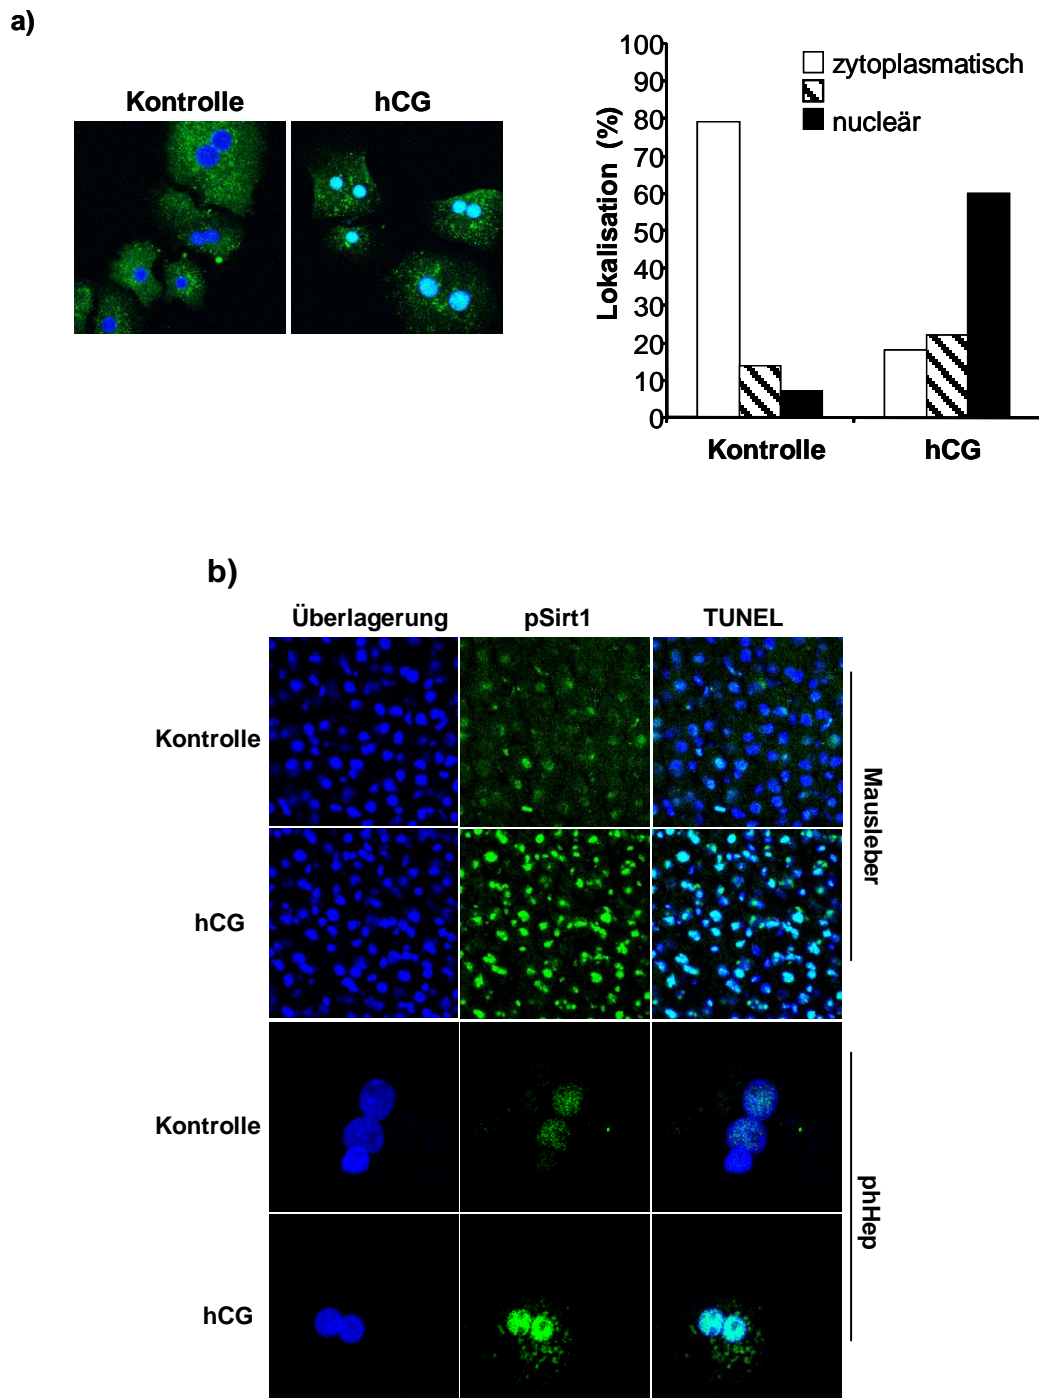 a)
Kontrolle
hCG
Lokalisation (%)
100
90
80
70
60
50
40
30
20
10
0
zytoplasmatisch
nucleär
Kontrolle
hCG
b)
Überlagerung
pSirt1
TUNEL
Kontrolle
hCG
Mausleber
Kontrolle
hCG
phHep